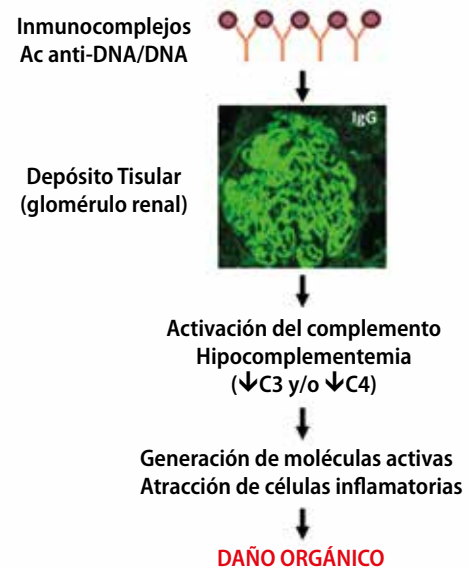 Inmunocomplejos
Ac anti-DNA/DNA
IgG
Depósito Tisular
(glomérulo renal)
Activación del complemento
Hipocomplementemia
(↓C3 y/o ↓C4)
Generación de moléculas activas
Atracción de células inflamatorias
DAÑO ORGÁNICO